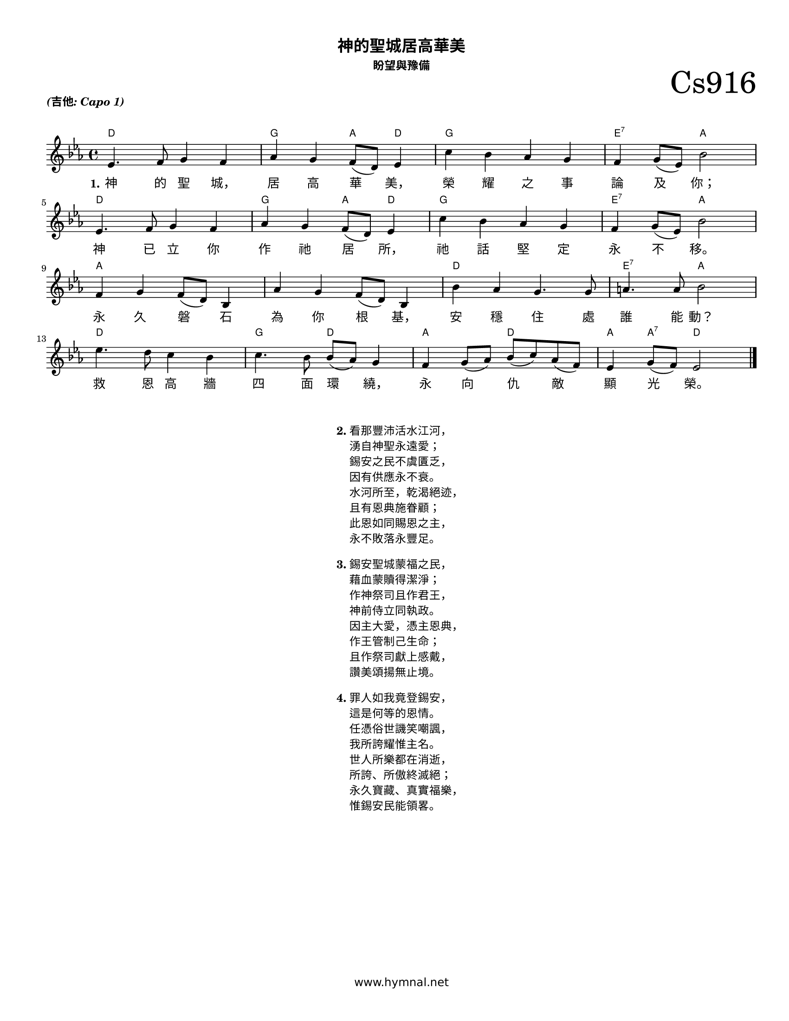 神的聖城居高華美
盼望與豫備
Cs916
(吉他: Capo 1)
D G A D G E7 A
1. 神 的 聖 城， 居 高 華 美， 榮 耀 之 事 論 及 你；
5
D G A D G E7 A
神 已 立 你 作 祂 居 所， 祂 話 堅 定 永 不 移。
9
A D E7 A
永 久 磐 石 為 你 根 基， 安 穩 住 處 誰 能 動？
13
D G D A D A A7 D
救 恩 高 牆 四 面 環 繞， 永 向 仇 敵 顯 光 榮。
2. 看那豐沛活水江河，
湧自神聖永遠愛；
錫安之民不虞匱乏，
因有供應永不衰。
水河所至，乾渴絕迹，
且有恩典施眷顧；
此恩如同賜恩之主，
永不敗落永豐足。
3. 錫安聖城蒙福之民，
藉血蒙贖得潔淨；
作神祭司且作君王，
神前侍立同執政。
因主大愛，憑主恩典，
作王管制己生命；
且作祭司獻上感戴，
讚美頌揚無止境。
4. 罪人如我竟登錫安，
這是何等的恩情。
任憑俗世譏笑嘲諷，
我所誇耀惟主名。
世人所樂都在消逝，
所誇、所傲終滅絕；
永久寶藏、真實福樂，
惟錫安民能領畧。
www.hymnal.net